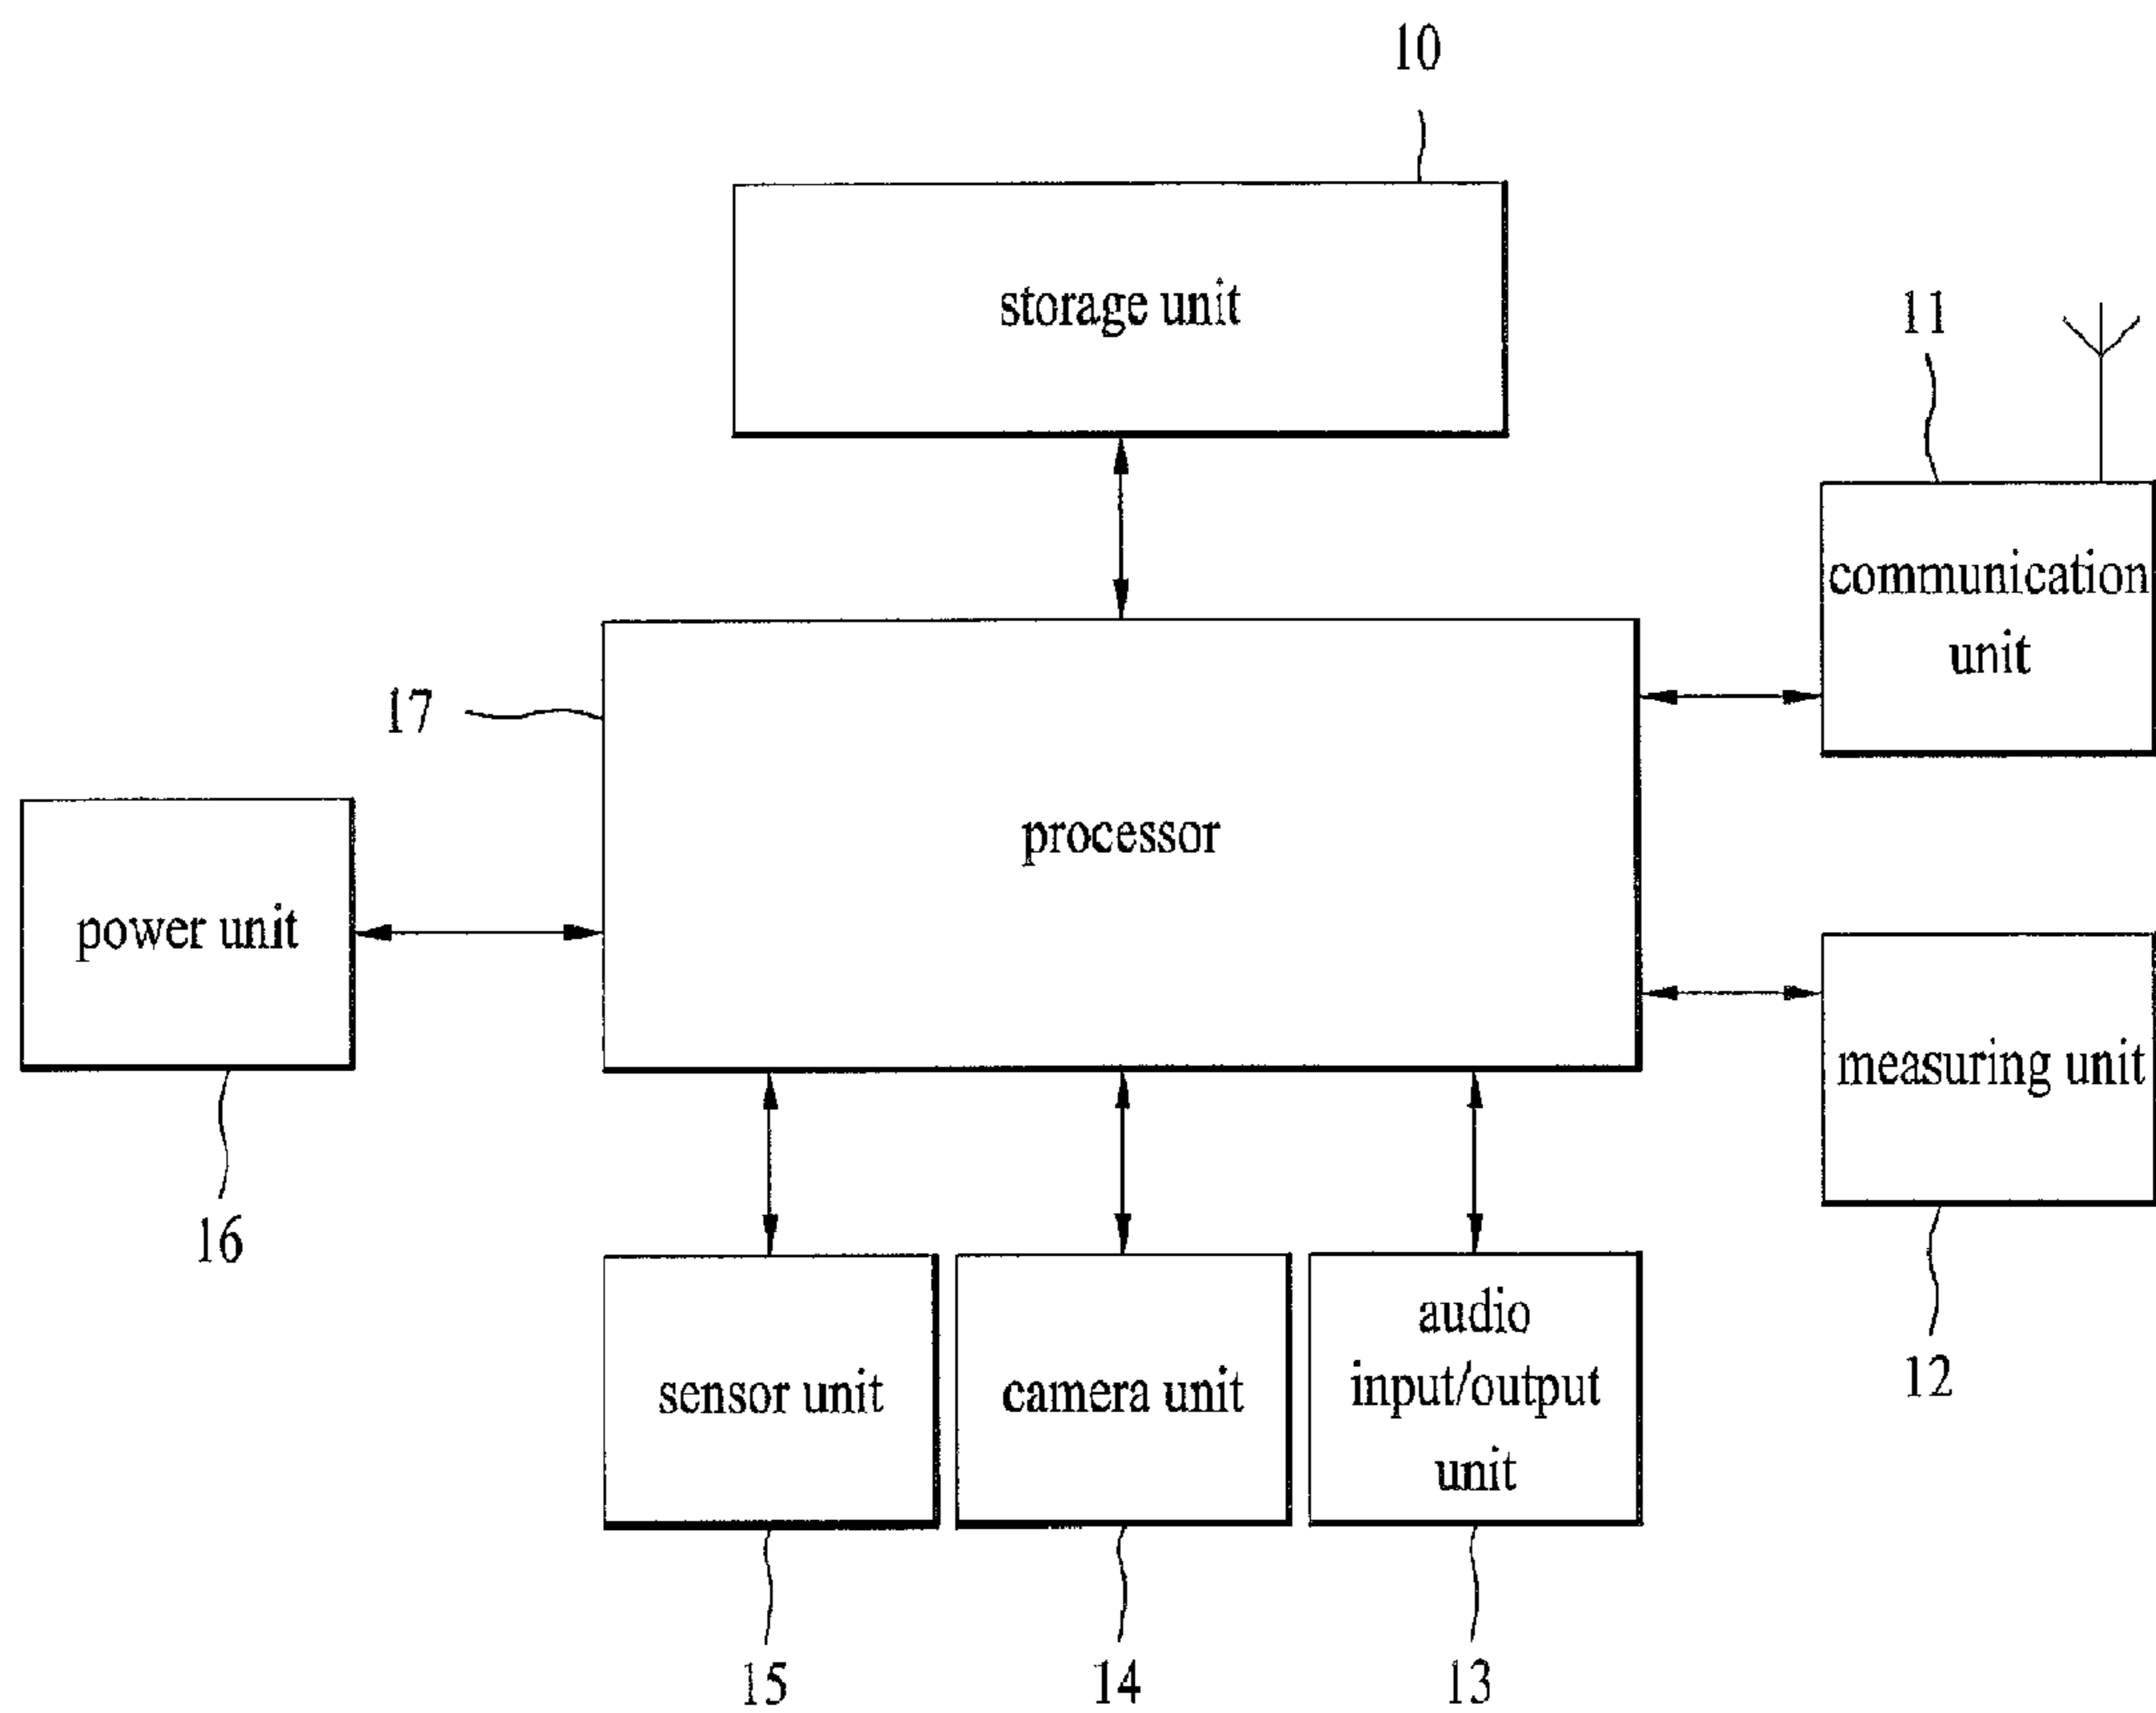 10
storage unit
11
communication
unit
17
processor
power unit
measuring unit
16
12
sensor unit
camera unit
audio
input/output
unit
15
14
13